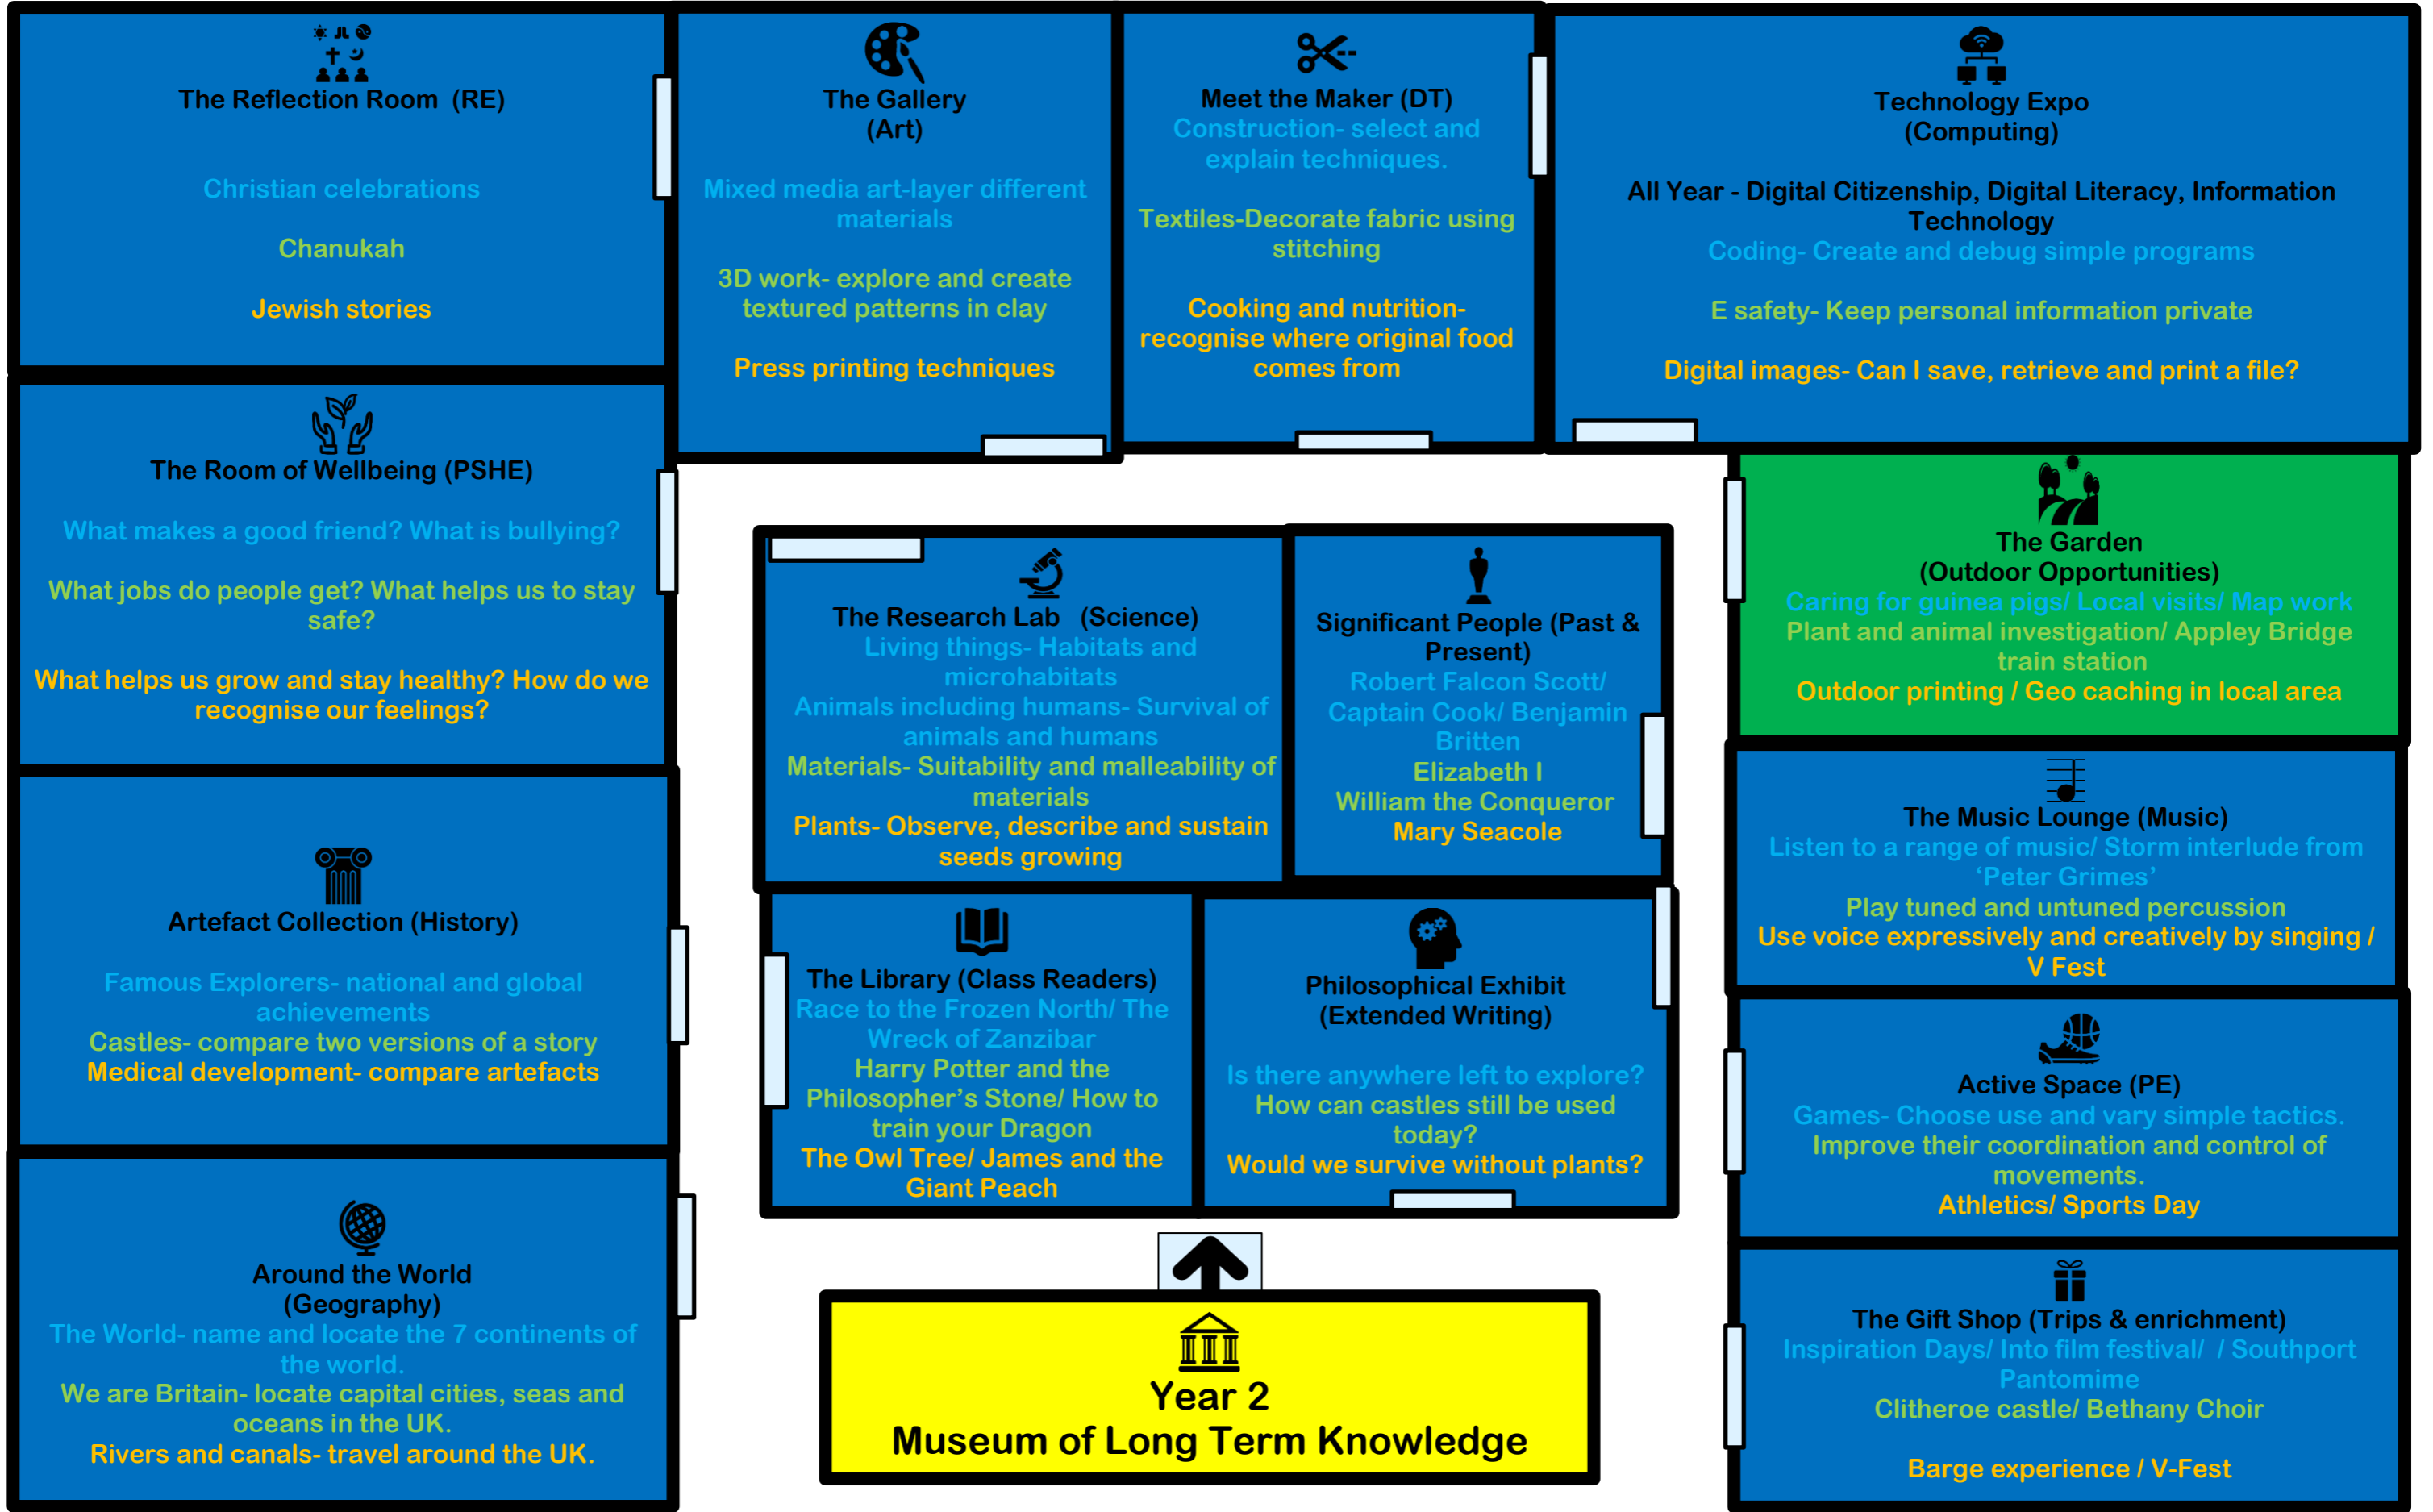 The Reflection Room  (RE)
Christian celebrations
Chanukah
Jewish stories
The Gallery
(Art)
Mixed media art-layer different
materials
3D work- explore and create
textured patterns in clay
Press printing techniques
Meet the Maker (DT)
Construction- select and
explain techniques.
Textiles-Decorate fabric using
stitching
Cooking and nutrition-
recognise where original food
comes from
Technology Expo
(Computing)
All Year - Digital Citizenship, Digital Literacy, Information
Technology
Coding- Create and debug simple programs
E safety- Keep personal information private
Digital images- Can I save, retrieve and print a file?
The Room of Wellbeing (PSHE)
What makes a good friend? What is bullying?
What jobs do people get? What helps us to stay
safe?
What helps us grow and stay healthy? How do we
recognise our feelings?
The Research Lab   (Science)
Living things- Habitats and
microhabitats
Animals including humans- Survival of
animals and humans
Materials- Suitability and malleability of
materials
Plants- Observe, describe and sustain
seeds growing
Significant People (Past &
Present)
Robert Falcon Scott/
Captain Cook/ Benjamin
Britten
Elizabeth I
William the Conqueror
Mary Seacole
The Garden
(Outdoor Opportunities)
Caring for guinea pigs/ Local visits/ Map work
Plant and animal investigation/ Appley Bridge
train station
Outdoor printing / Geo caching in local area
The Music Lounge (Music)
Listen to a range of music/ Storm interlude from
‘Peter Grimes’
Play tuned and untuned percussion
Use voice expressively and creatively by singing /
V Fest
Artefact Collection (History)
Famous Explorers- national and global
achievements
Castles- compare two versions of a story
Medical development- compare artefacts
The Library (Class Readers)
Race to the Frozen North/ The
Wreck of Zanzibar
Harry Potter and the
Philosopher’s Stone/ How to
train your Dragon
The Owl Tree/ James and the
Giant Peach
Philosophical Exhibit
(Extended Writing)
Is there anywhere left to explore?
How can castles still be used
today?
Would we survive without plants?
Active Space (PE)
Games- Choose use and vary simple tactics.
Improve their coordination and control of
movements.
Athletics/ Sports Day
Around the World
(Geography)
The World- name and locate the 7 continents of
the world.
We are Britain- locate capital cities, seas and
oceans in the UK.
Rivers and canals- travel around the UK.
Year 2
Museum of Long Term Knowledge
The Gift Shop (Trips & enrichment)
Inspiration Days/ Into film festival/  / Southport
Pantomime
Clitheroe castle/ Bethany Choir
Barge experience / V-Fest